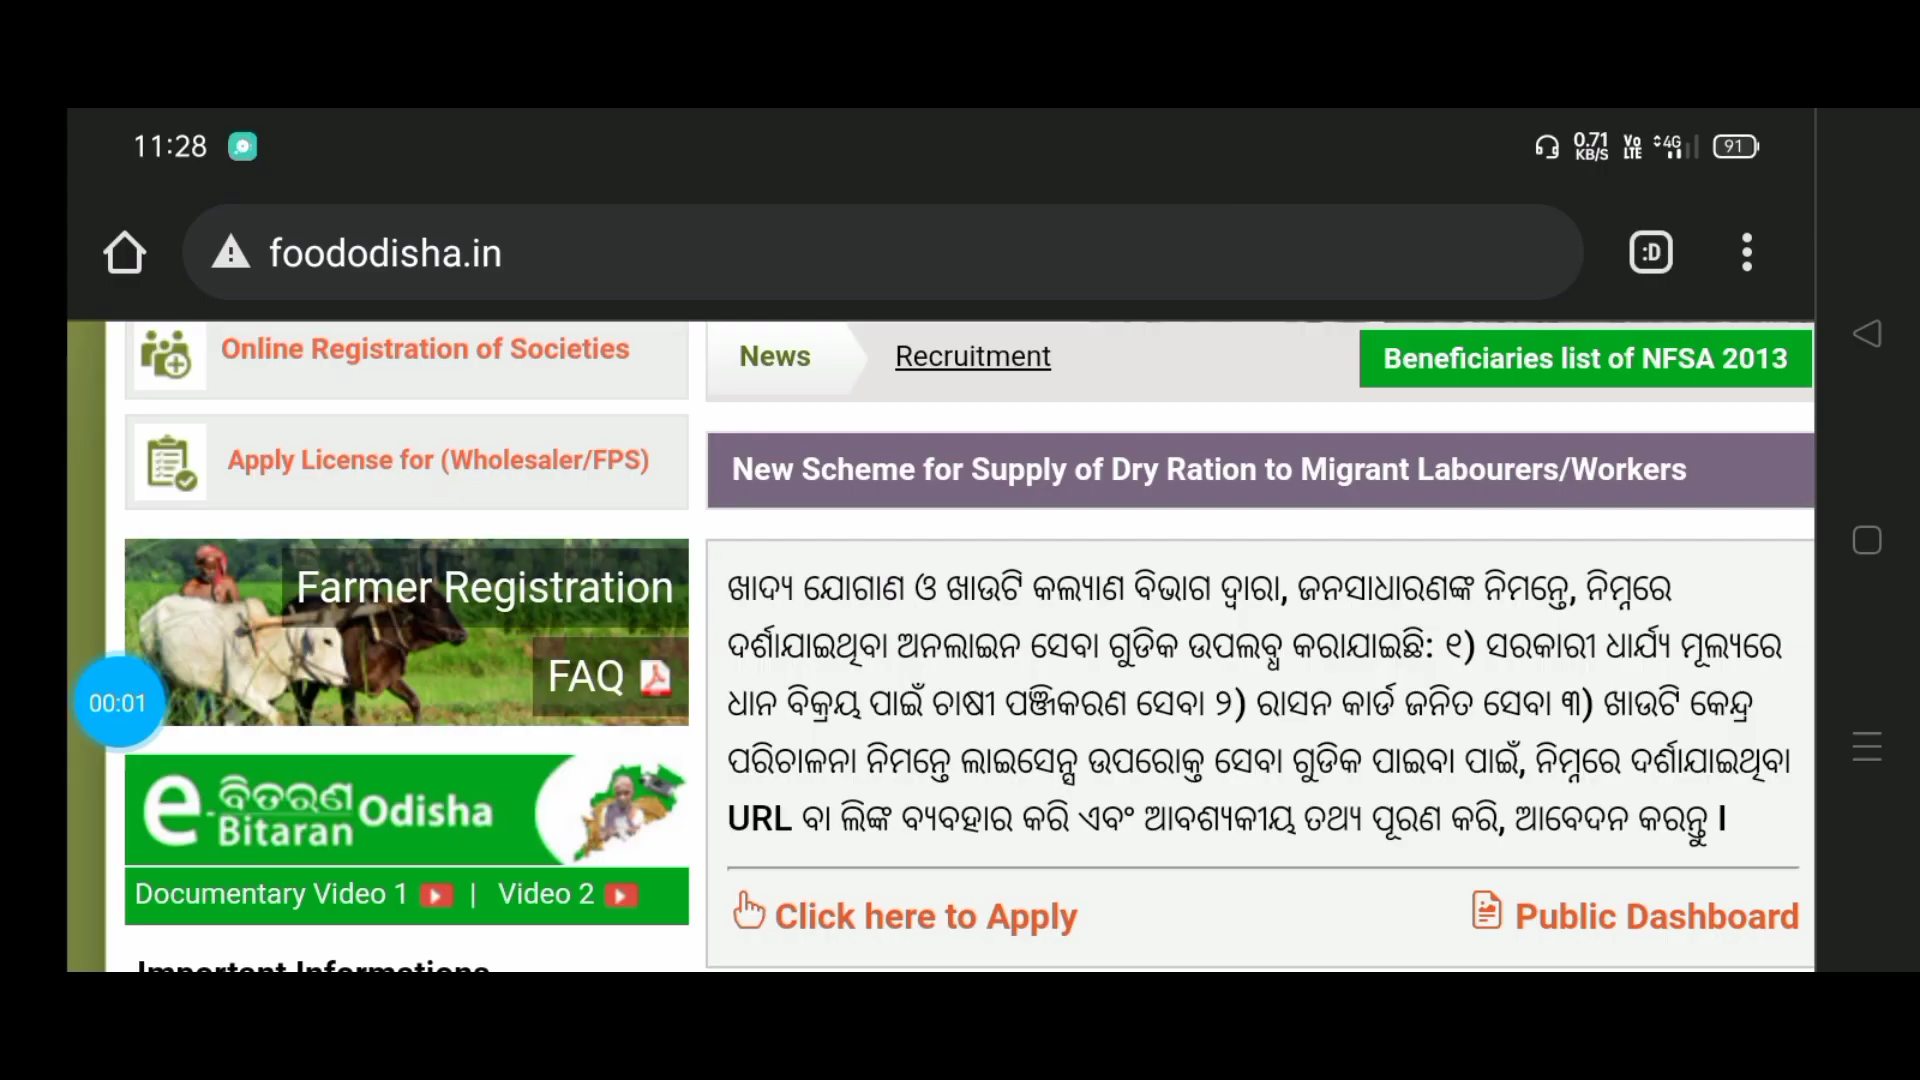 11:28
0.71 KB/S Vo LTE 4G 91
foododisha.in
:D
Online Registration of Societies
Apply License for (Wholesaler/FPS)
Farmer Registration
FAQ
00:01
e-ବିତରଣ Odisha
Bitaran
Documentary Video 1 | Video 2
Important Informations
News Recruitment Beneficiaries list of NFSA 2013
New Scheme for Supply of Dry Ration to Migrant Labourers/Workers
ଖାଦ୍ୟ ଯୋଗାଣ ଓ ଖାଉଟି କଲ୍ୟାଣ ବିଭାଗ ଦ୍ୱାରା, ଜନସାଧାରଣଙ୍କ ନିମନ୍ତେ, ନିମ୍ନରେ
ଦର୍ଶାଯାଇଥିବା ଅନଲାଇନ ସେବା ଗୁଡିକ ଉପଲବ୍ଧ କରାଯାଇଛି: ୧) ସରକାରୀ ଧାର୍ଯ୍ୟ ମୂଲ୍ୟରେ
ଧାନ ବିକ୍ରୟ ପାଇଁ ଚାଷୀ ପଞ୍ଜିକରଣ ସେବା ୨) ରାସନ କାର୍ଡ ଜନିତ ସେବା ୩) ଖାଉଟି କେନ୍ଦ୍ର
ପରିଚାଳନା ନିମନ୍ତେ ଲାଇସେନ୍ସ ଉପରୋକ୍ତ ସେବା ଗୁଡିକ ପାଇବା ପାଇଁ, ନିମ୍ନରେ ଦର୍ଶାଯାଇଥିବା
URL ବା ଲିଙ୍କ ବ୍ୟବହାର କରି ଏବଂ ଆବଶ୍ୟକୀୟ ତଥ୍ୟ ପୂରଣ କରି, ଆବେଦନ କରନ୍ତୁ l
Click here to Apply Public Dashboard